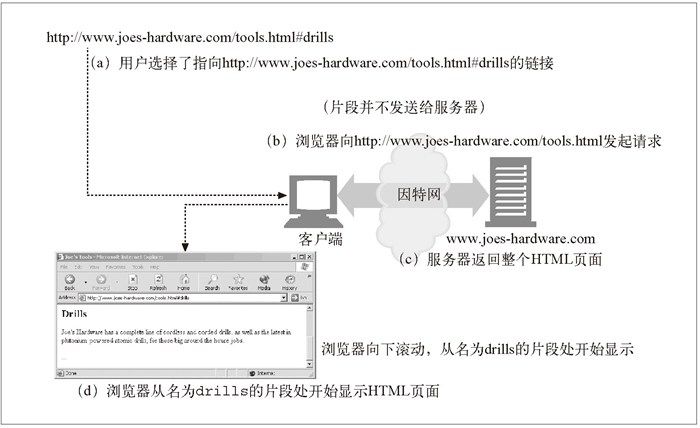 http://www.joes-hardware.com/tools.html#drills
(a)用户选择了指向http://www.joes-hardware.com/tools.html#drills的链接
(片段并不发送给服务器)
(b)浏览器向http://www.joes-hardware.com/tools.html发起请求
因特网
客户端
www.joes-hardware.com
(c)服务器返回整个HTML页面
Joe's Tools - Microsoft Internet Explorer
File Edit View Favorites Tools Help
Back Forward Stop Refresh Home Search Favorites Media History
Address http://www.joes-hardware.com/tools.html#drills
Drills
Joe's Hardware has a complete line of cordless and corded drills, as well as the latest in
plutonium-powered atomic drills, for those big around the house jobs.
...
Done Internet
浏览器向下滚动，从名为drills的片段处开始显示
(d)浏览器从名为drills的片段处开始显示HTML页面